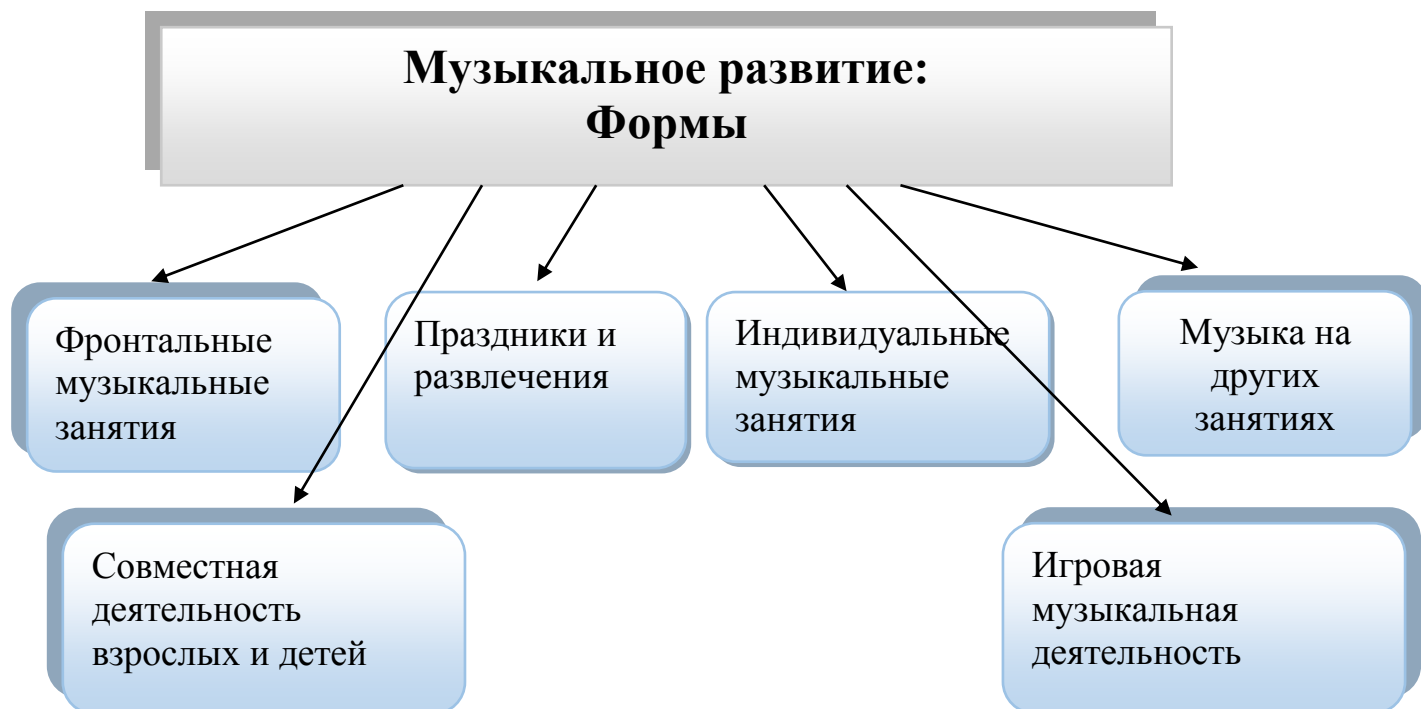 Музыкальное развитие:
Формы
Фронтальные
музыкальные
занятия
Праздники и
развлечения
Индивидуальные
музыкальные
занятия
Музыка на
других
занятиях
Совместная
деятельность
взрослых и детей
Игровая
музыкальная
деятельность